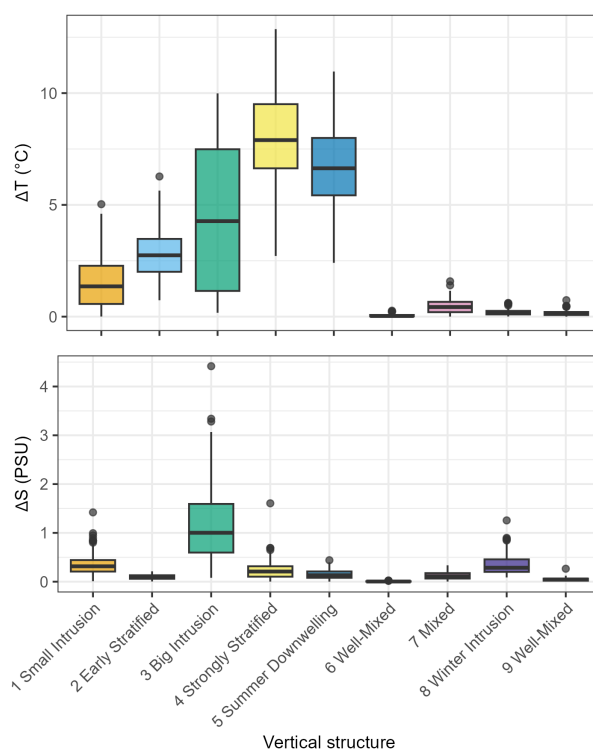 ΔT (°C)
10
5
0
ΔS (PSU)
4
3
2
1
0
1 Small Intrusion
2 Early Stratified
3 Big Intrusion
4 Strongly Stratified
5 Summer Downwelling
6 Well-Mixed
7 Mixed
8 Winter Intrusion
9 Well-Mixed
Vertical structure